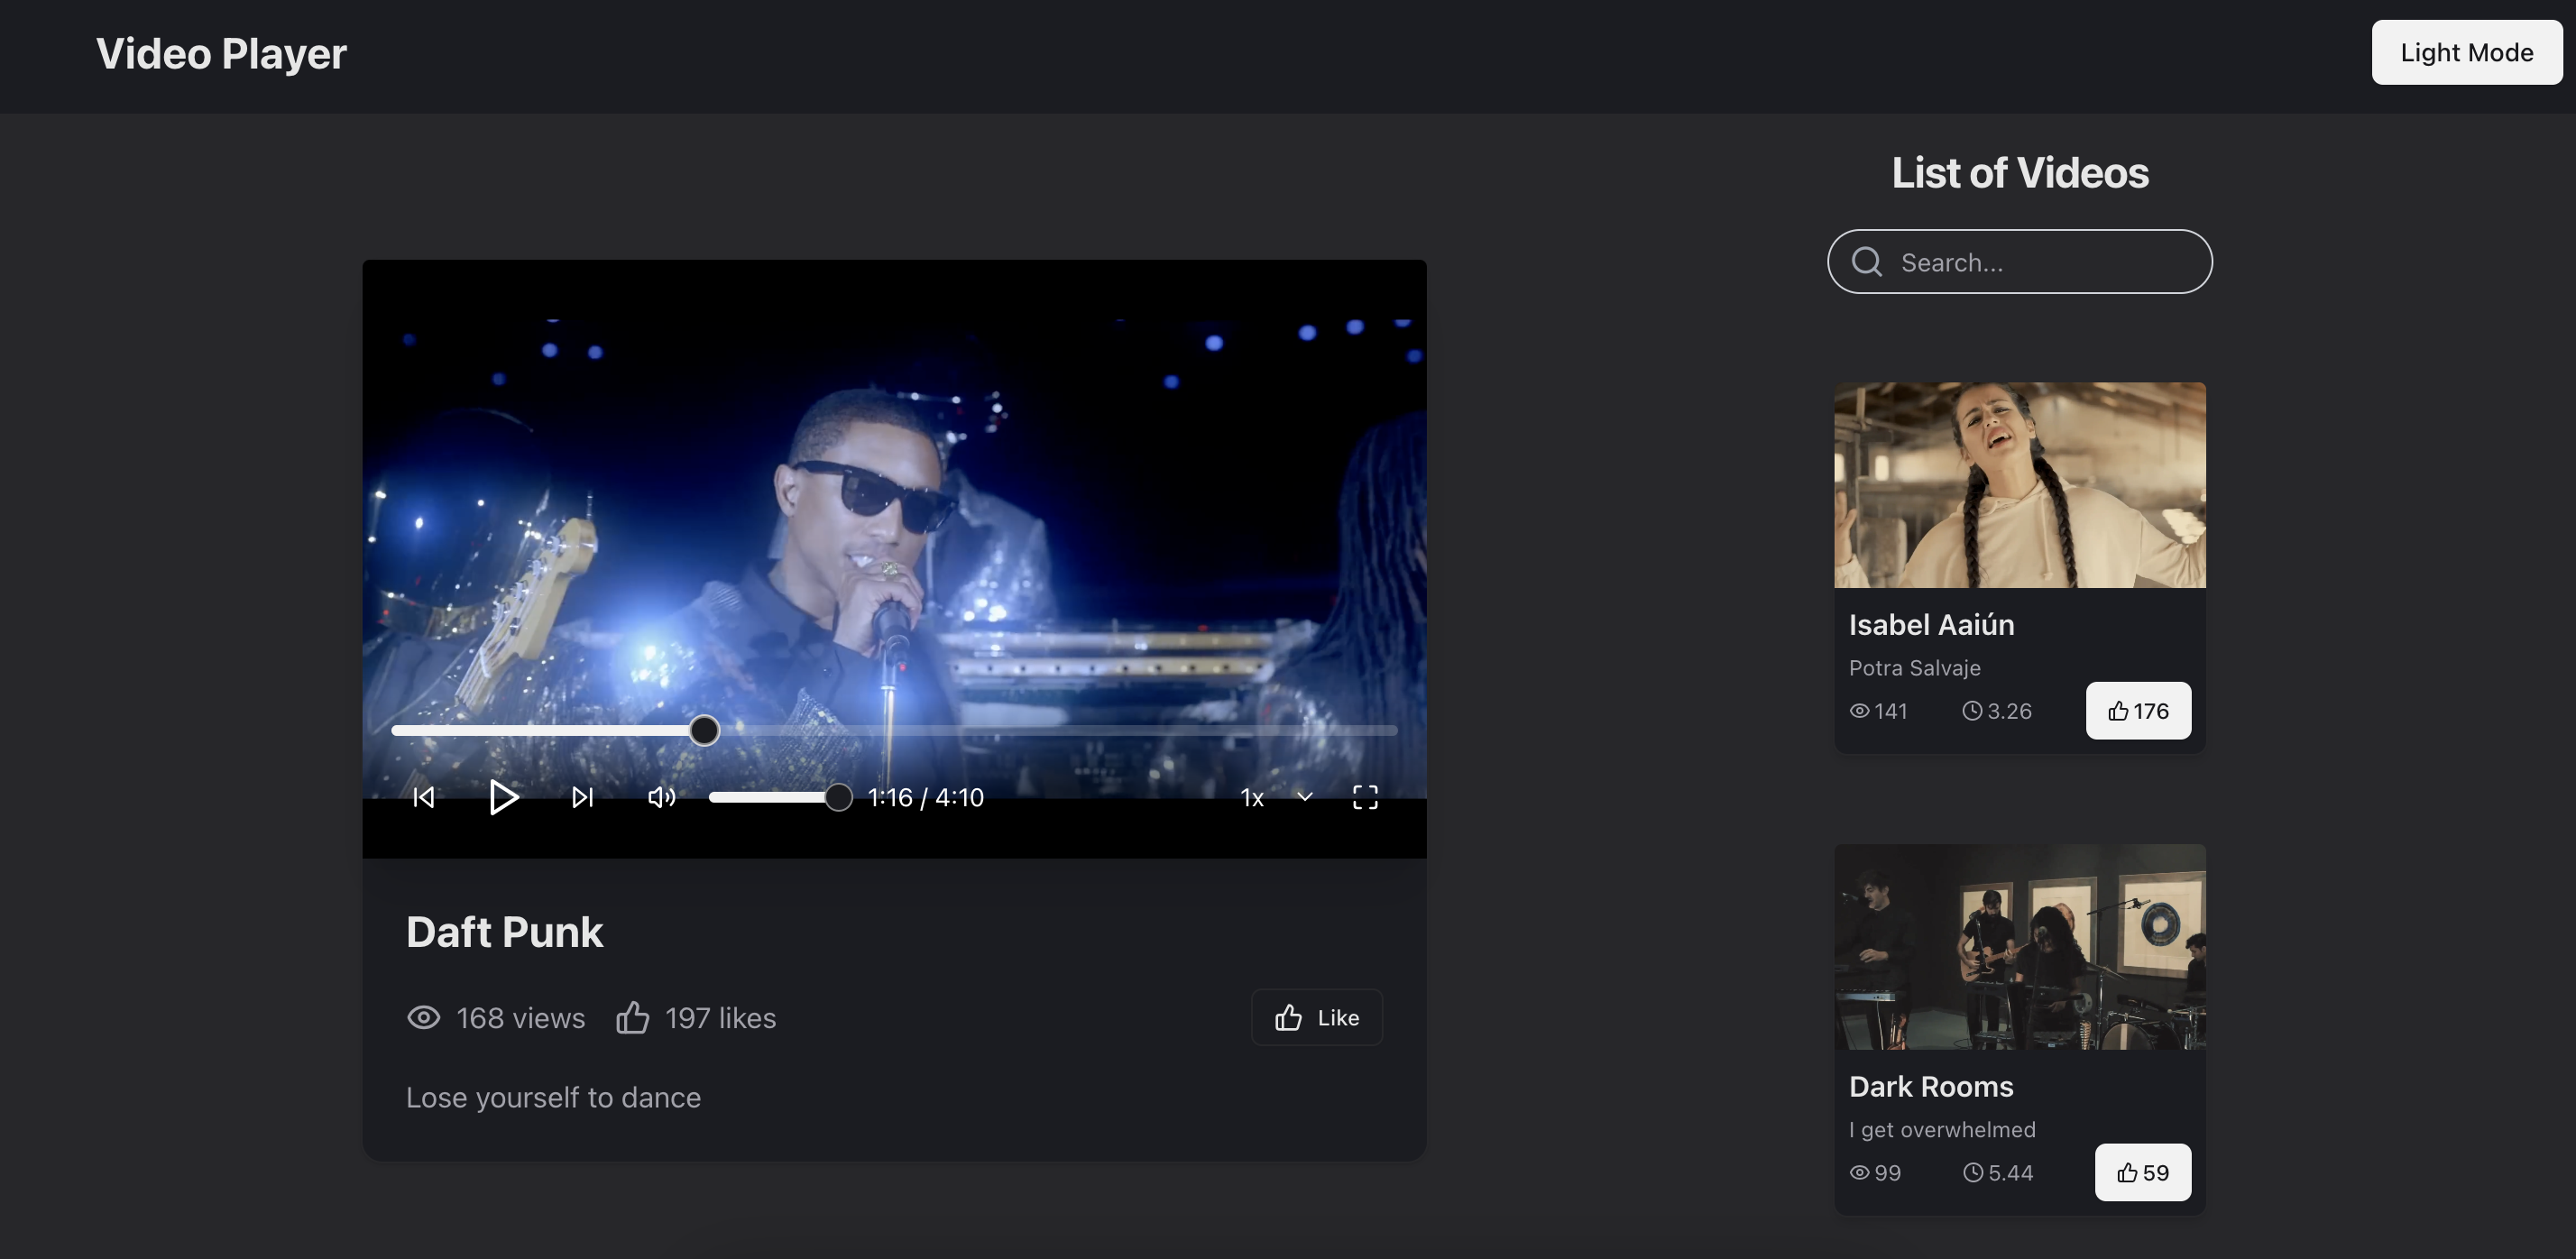 Video Player
Light Mode
1:16 / 4:10
1x
Daft Punk
168 views
197 likes
Like
Lose yourself to dance
List of Videos
Search...
Isabel Aaiún
Potra Salvaje
141
3.26
176
Dark Rooms
I get overwhelmed
99
5.44
59